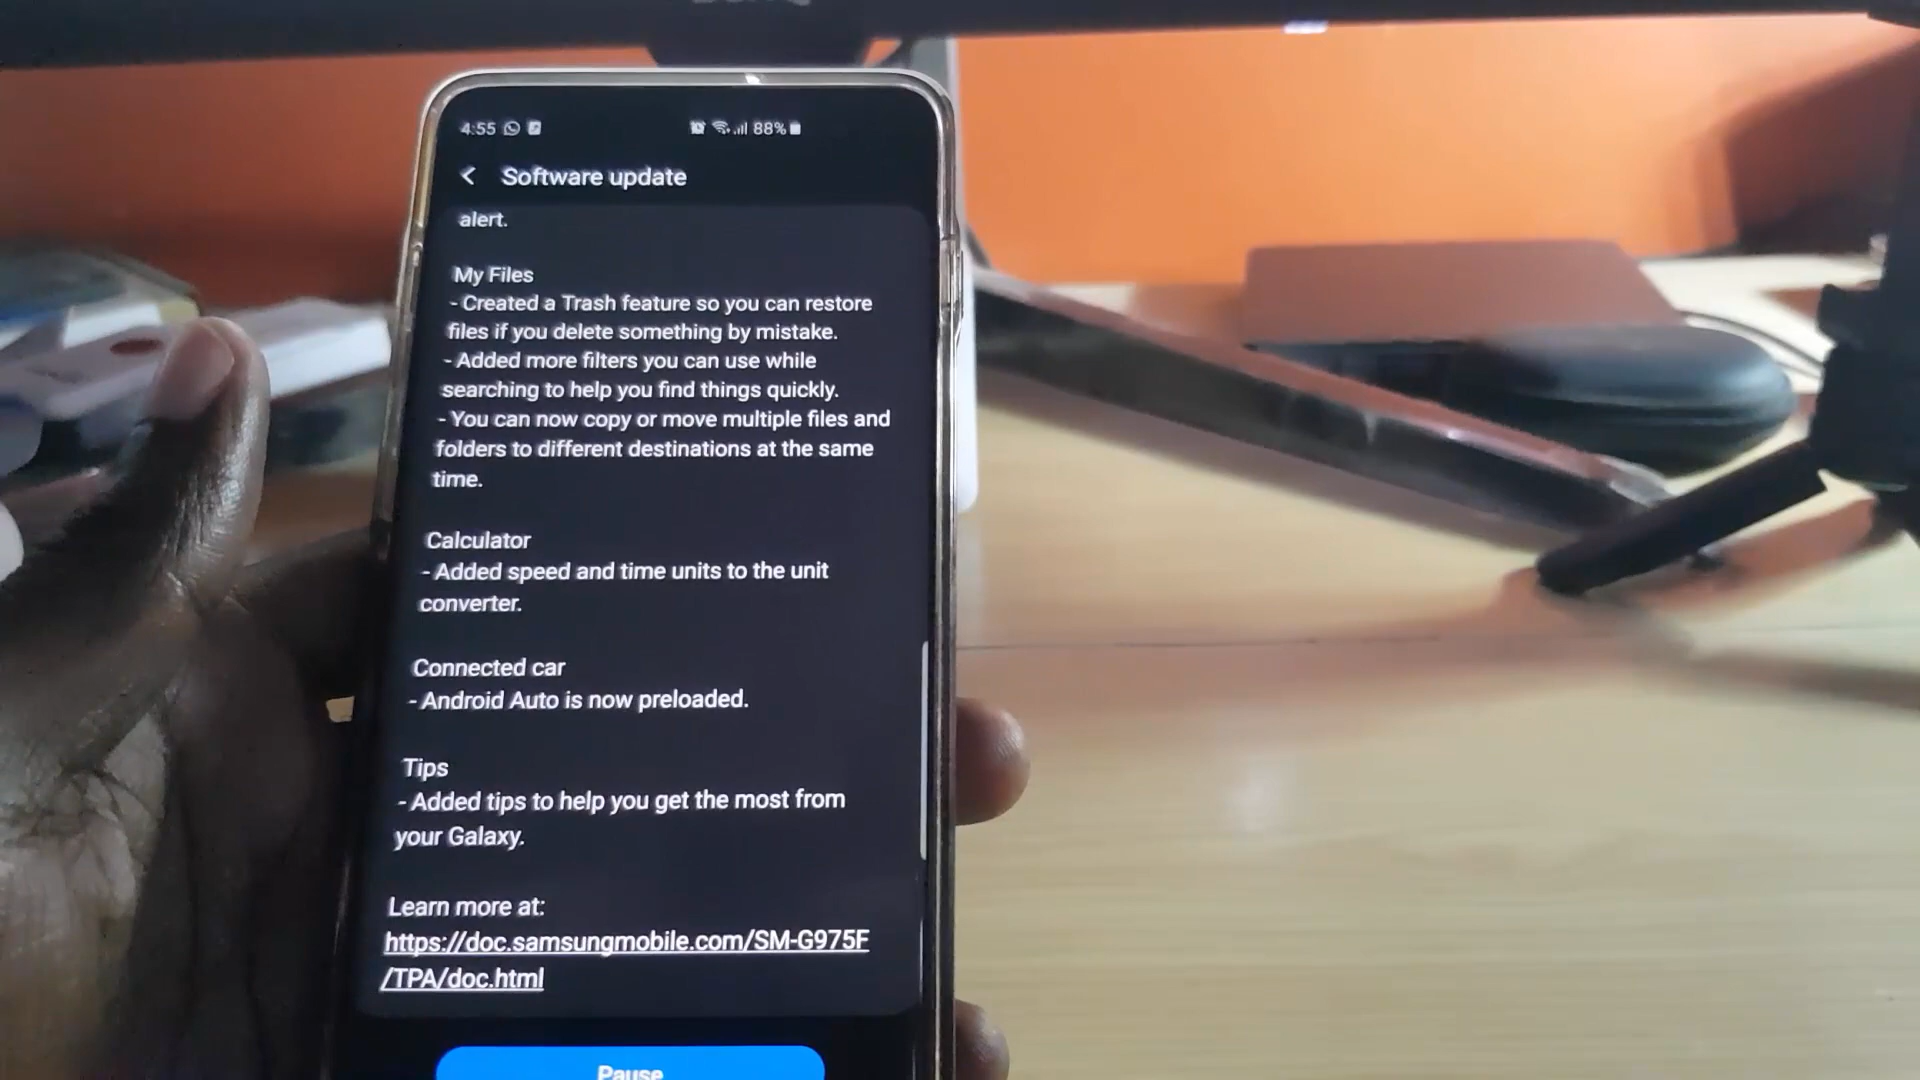 4:55 88%
< Software update
alert.
My Files
- Created a Trash feature so you can restore
files if you delete something by mistake.
- Added more filters you can use while
searching to help you find things quickly.
- You can now copy or move multiple files and
folders to different destinations at the same
time.
Calculator
- Added speed and time units to the unit
converter.
Connected car
- Android Auto is now preloaded.
Tips
- Added tips to help you get the most from
your Galaxy.
Learn more at:
https://doc.samsungmobile.com/SM-G975F
/TPA/doc.html
Pause